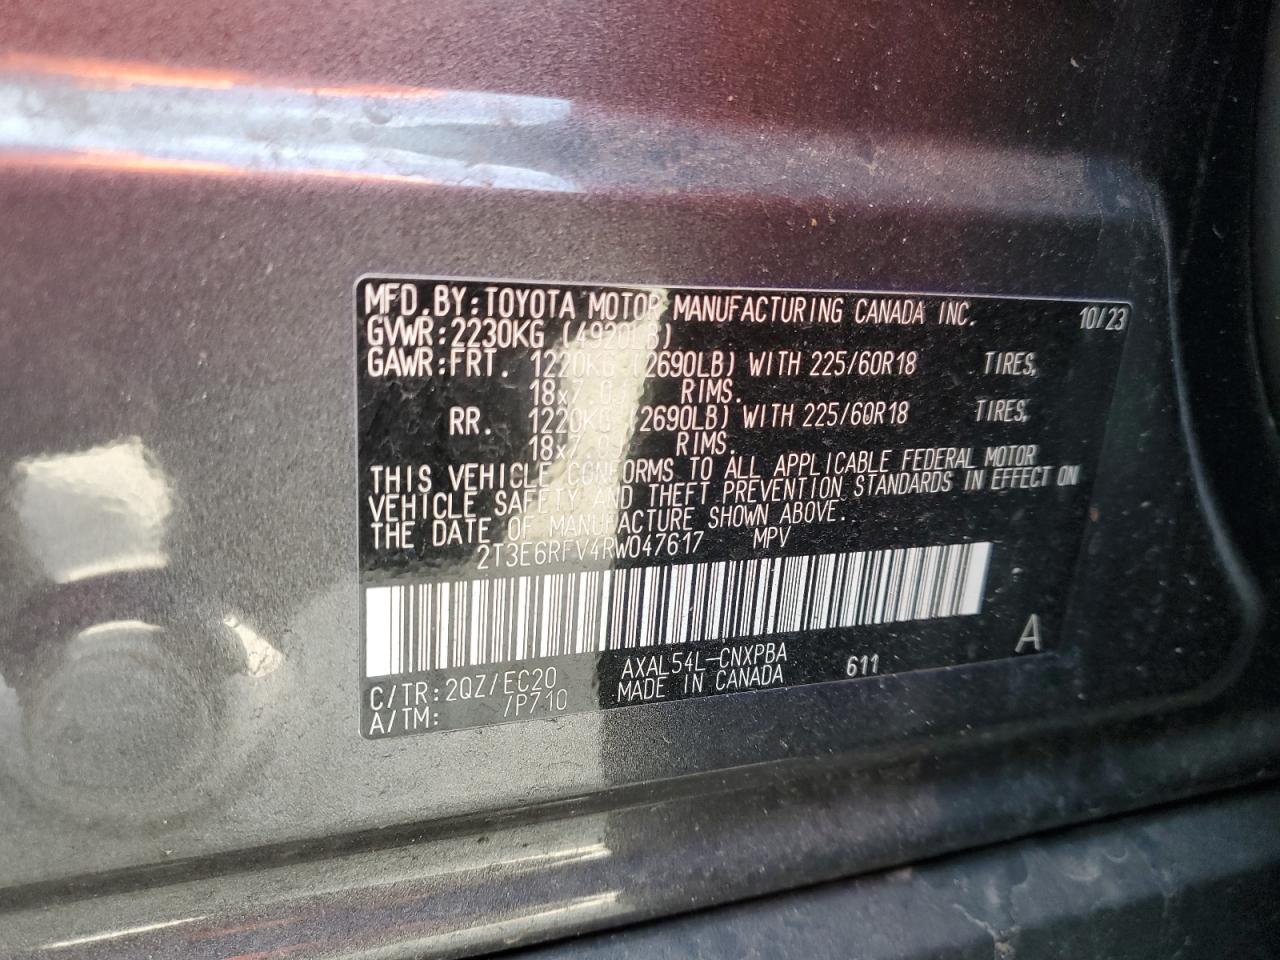 MFD.BY:TOYOTA MOTOR MANUFACTURING CANADA INC. 10/23
GVWR:2230KG (4920LB)
GAWR:FRT. 1220KG (2690LB) WITH 225/60R18 TIRES,
18x7.0J RIMS.
RR. 1220KG (2690LB) WITH 225/60R18 TIRES,
18x7.0J RIMS.
THIS VEHICLE CONFORMS TO ALL APPLICABLE FEDERAL MOTOR
VEHICLE SAFETY AND THEFT PREVENTION STANDARDS IN EFFECT ON
THE DATE OF MANUFACTURE SHOWN ABOVE.
2T3E6RFV4RW047617 MPV
A
C/TR:2QZ/EC20 AXAL54L-CNXPBA 611
A/TM: /P710 MADE IN CANADA